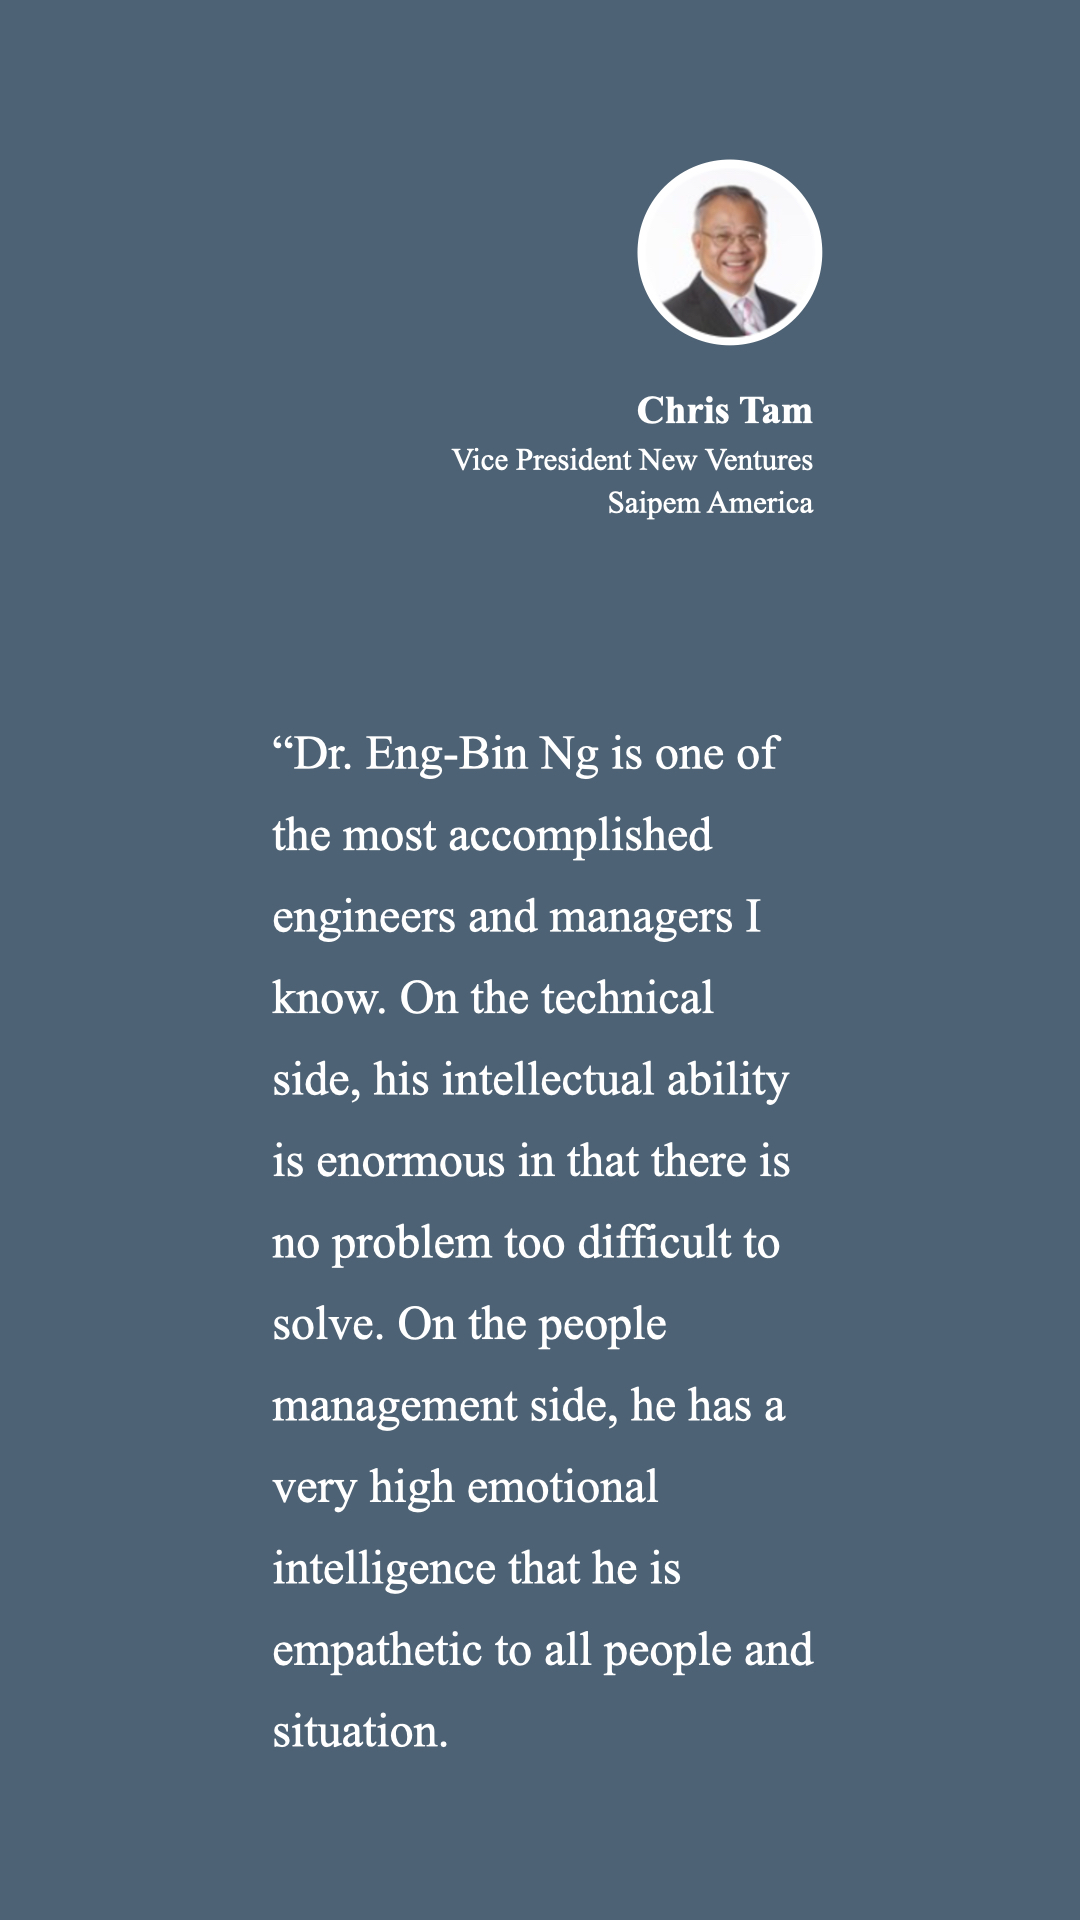 Chris Tam
Vice President New Ventures
Saipem America
“Dr. Eng-Bin Ng is one of
the most accomplished
engineers and managers I
know. On the technical
side, his intellectual ability
is enormous in that there is
no problem too difficult to
solve. On the people
management side, he has a
very high emotional
intelligence that he is
empathetic to all people and
situation.